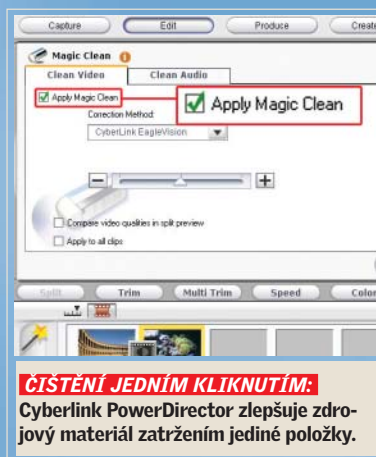 Capture Edit Produce Create
Magic Clean
Clean Video Clean Audio
Apply Magic Clean
Apply Magic Clean
Correction Method:
CyberLink EagleVision
Compare video qualities in split preview
Apply to all clips
Split Trim Multi Trim Speed Color
ČIŠTĚNÍ JEDNÍM KLIKNUTÍM:
Cyberlink PowerDirector zlepšuje zdro-
jový materiál zatržením jediné položky.